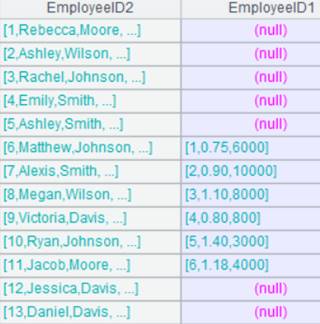 EmployeeID2 EmployeeID1
[1,Rebecca,Moore, ...] (null)
[2,Ashley,Wilson, ...] (null)
[3,Rachel,Johnson, ...] (null)
[4,Emily,Smith, ...] (null)
[5,Ashley,Smith, ...] (null)
[6,Matthew,Johnson, ...] [1,0.75,6000]
[7,Alexis,Smith, ...] [2,0.90,10000]
[8,Megan,Wilson, ...] [3,1.10,8000]
[9,Victoria,Davis, ...] [4,0.80,800]
[10,Ryan,Johnson, ...] [5,1.40,3000]
[11,Jacob,Moore, ...] [6,1.18,4000]
[12,Jessica,Davis, ...] (null)
[13,Daniel,Davis, ...] (null)